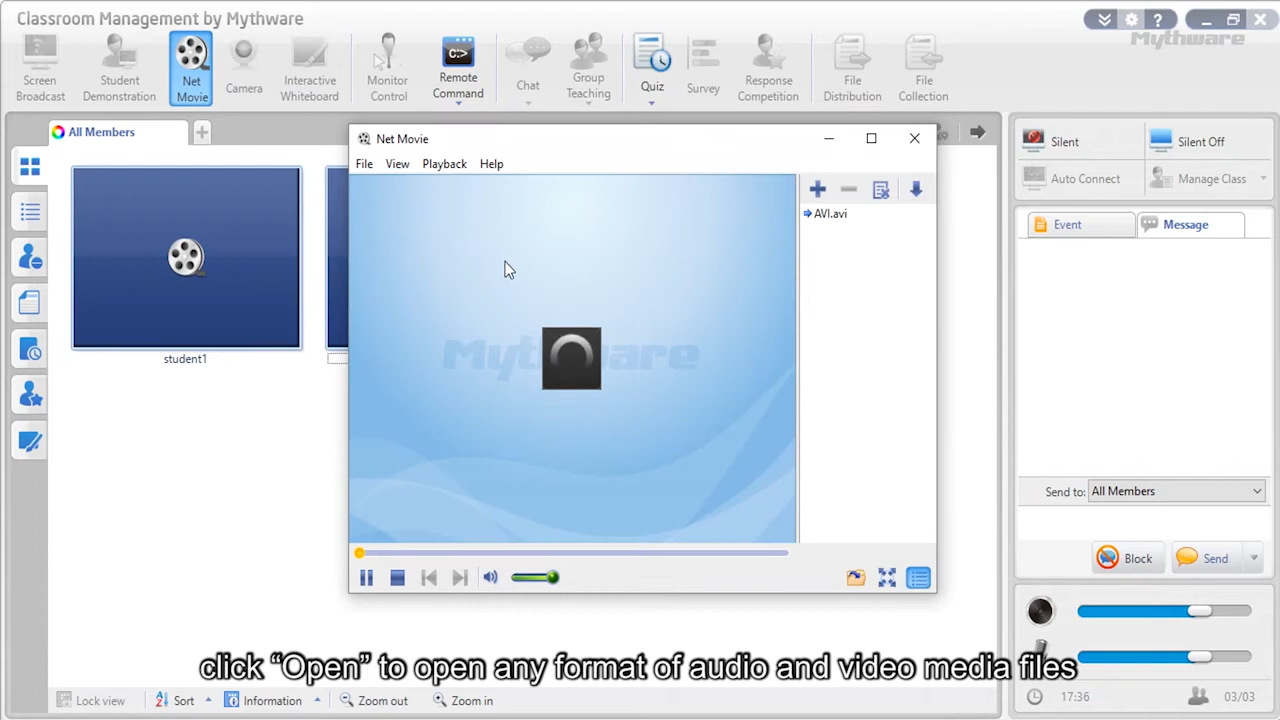 Classroom Management by Mythware
Mythware
Screen Broadcast
Student Demonstration
Net Movie
Camera
Interactive Whiteboard
Monitor Control
Remote Command
Chat
Group Teaching
Quiz
Survey
Response Competition
File Distribution
File Collection
All Members
student1
Net Movie
File View Playback Help
AVI.avi
Mythware
Silent
Silent Off
Auto Connect
Manage Class
Event
Message
Send to: All Members
Block
Send
click “Open” to open any format of audio and video media files
Lock view
Sort
Information
Zoom out
Zoom in
17:36
03/03